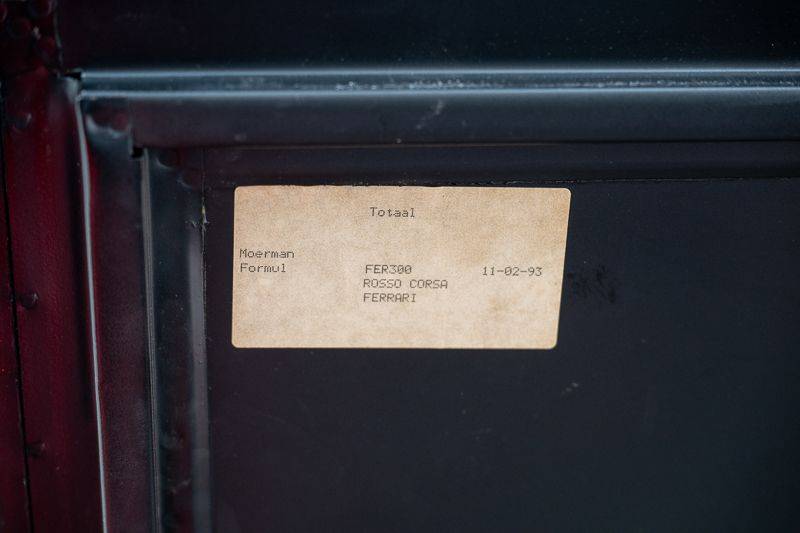 Totaal
Moerman
Formul FER300 11-02-93
ROSSO CORSA
FERRARI